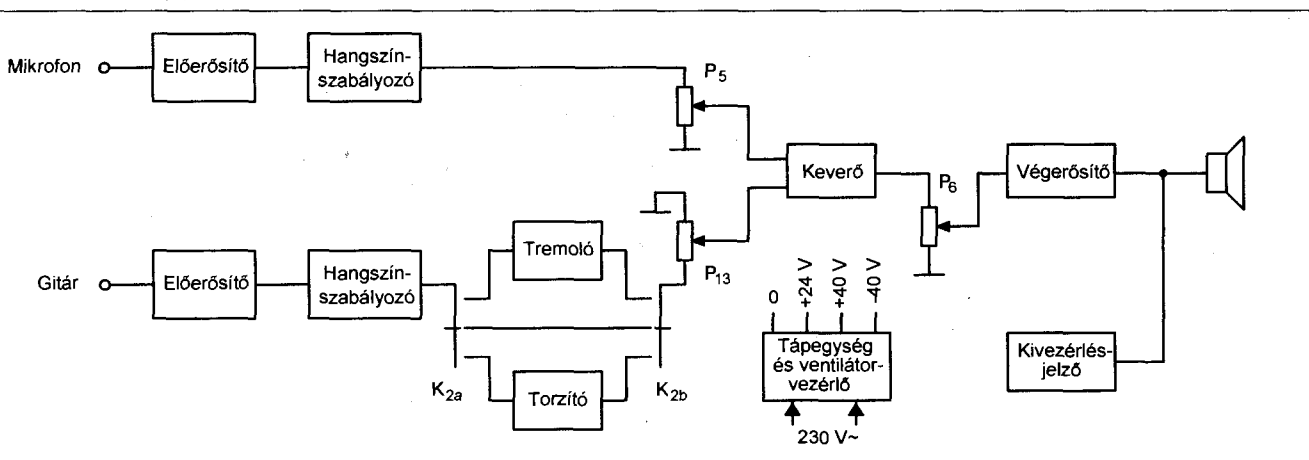 Mikrofon
Előerősítő
Hangszín-
szabályozó
P5
Keverő
P6
Végerősítő
Gitár
Előerősítő
Hangszín-
szabályozó
Tremoló
P13
K2a
Torzító
K2b
0
+24 V
+40 V
-40 V
Tápegység
és ventilátor-
vezérlő
230 V~
Kivezérlés-
jelző